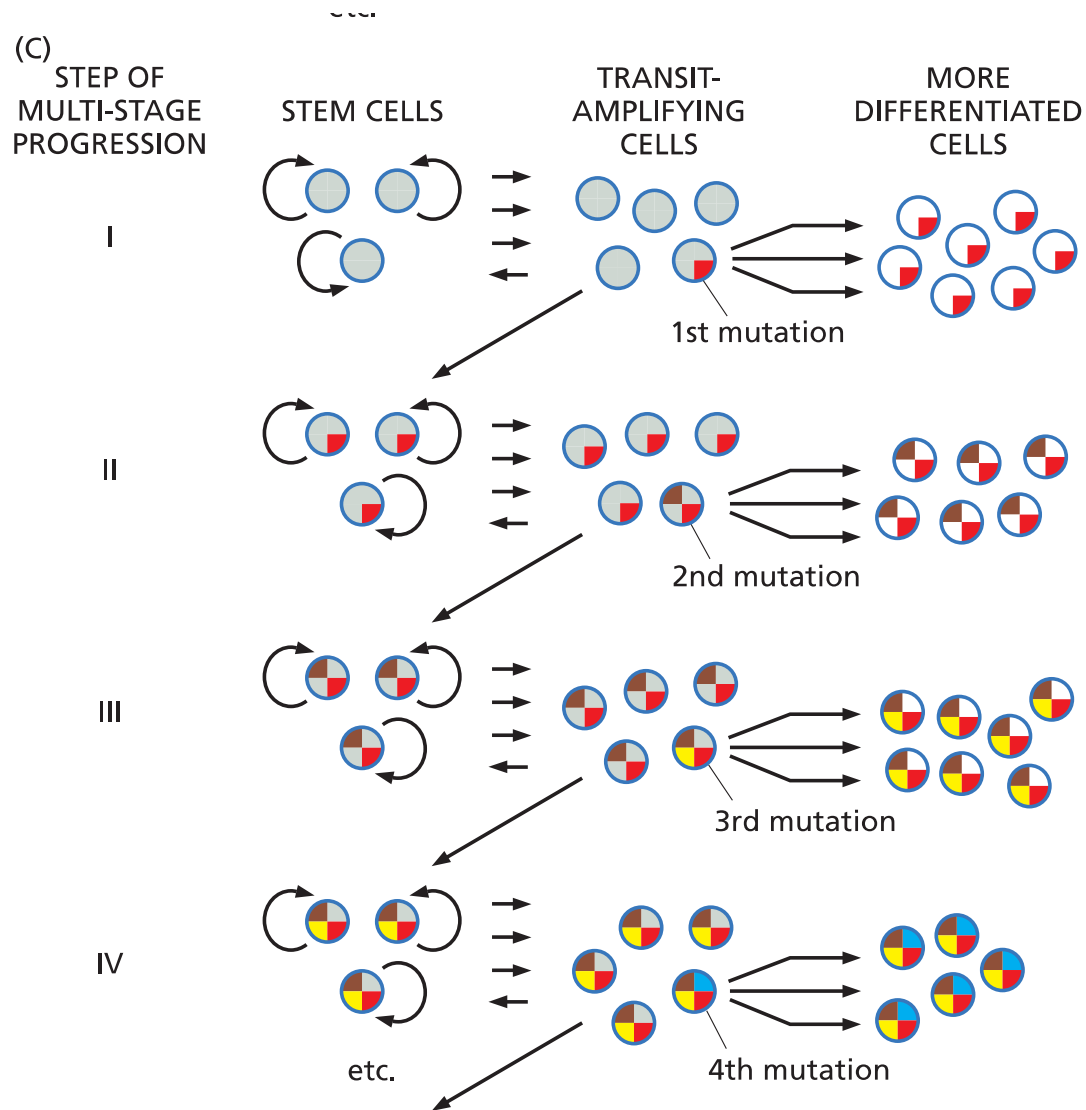 etc.
(C)
STEP OF
MULTI-STAGE
PROGRESSION
STEM CELLS
TRANSIT-
AMPLIFYING
CELLS
MORE
DIFFERENTIATED
CELLS
I
1st mutation
II
2nd mutation
III
3rd mutation
IV
4th mutation
etc.